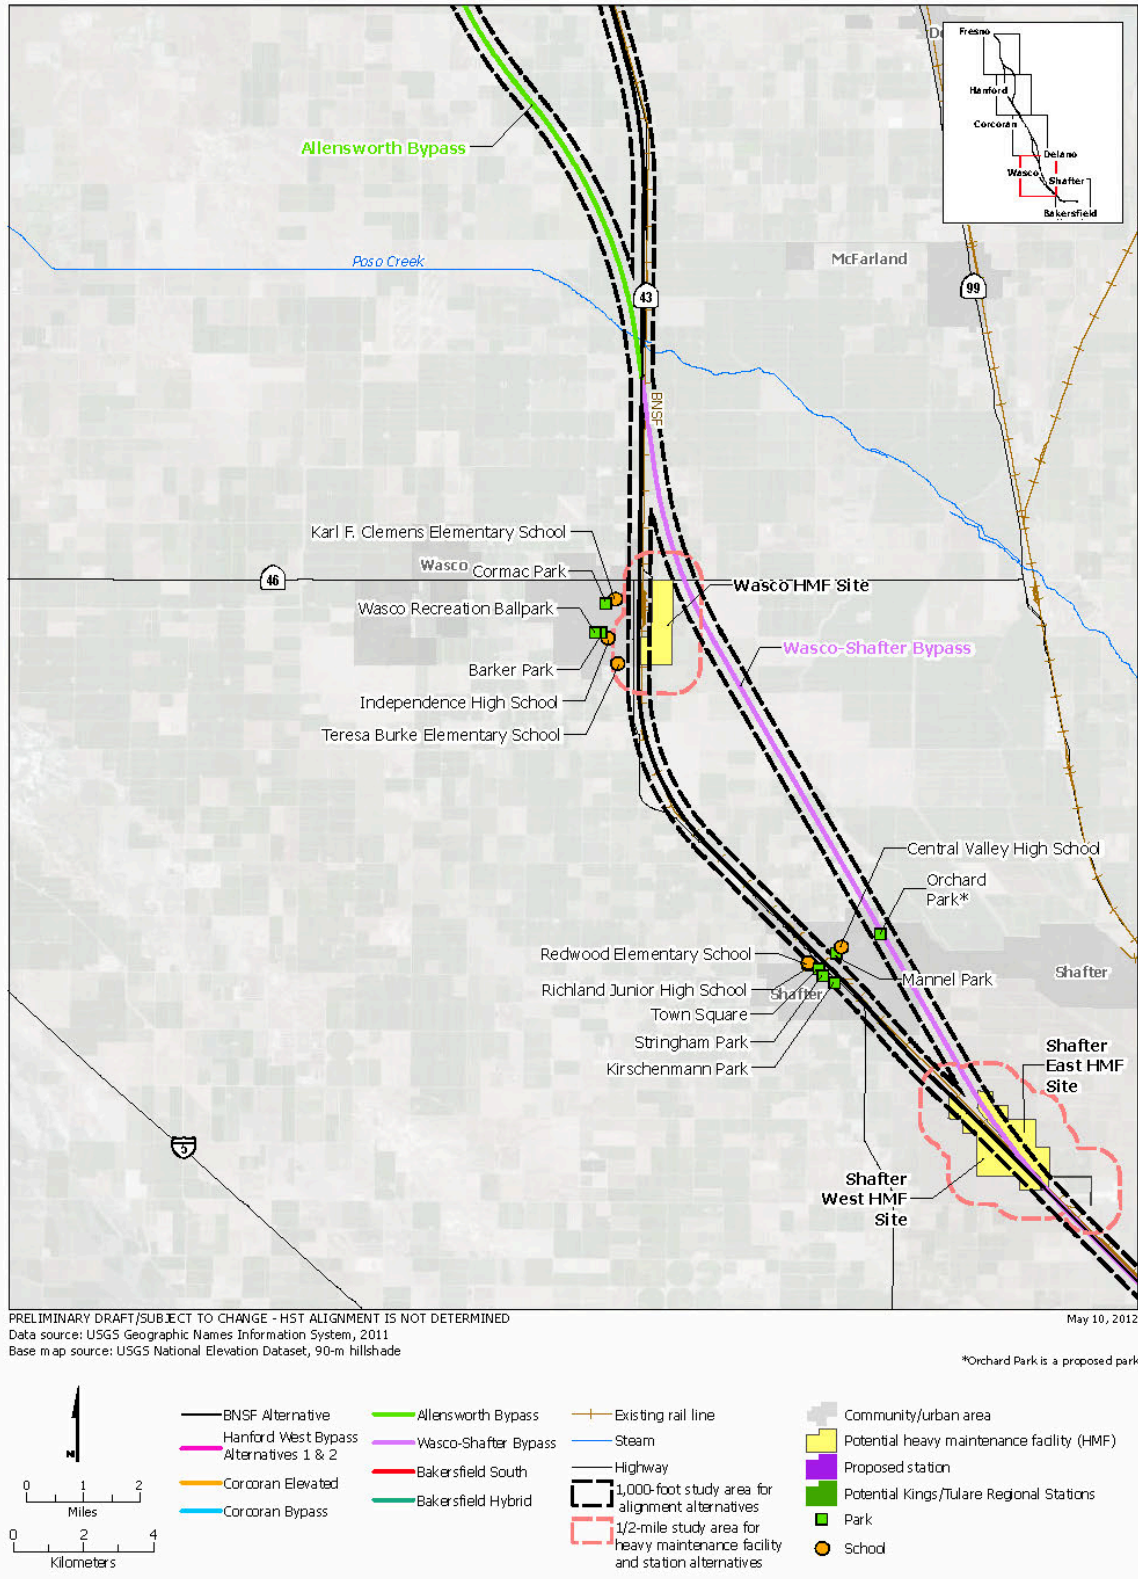 Fresno
Hanford
Corcoran
Delano
Wasco
Shafter
Bakersfield
Allensworth Bypass
Poso Creek
McFarland
43
99
BNSF
Karl F. Clemens Elementary School
Wasco
Cormac Park
46
Wasco HMF Site
Wasco Recreation Ballpark
Wasco-Shafter Bypass
Barker Park
Independence High School
Teresa Burke Elementary School
Central Valley High School
Orchard
Park*
Redwood Elementary School
Mannel Park
Shafter
Richland Junior High School
Shafter
Town Square
Stringham Park
Kirschenmann Park
Shafter
East HMF
Site
5
Shafter
West HMF
Site
PRELIMINARY DRAFT/SUBJECT TO CHANGE - HST ALIGNMENT IS NOT DETERMINED
May 10, 2012
Data source: USGS Geographic Names Information System, 2011
Base map source: USGS National Elevation Dataset, 90-m hillshade
*Orchard Park is a proposed park
N
0 1 2
Miles
0 2 4
Kilometers
BNSF Alternative
Hanford West Bypass
Alternatives 1 & 2
Corcoran Elevated
Corcoran Bypass
Allensworth Bypass
Wasco-Shafter Bypass
Bakersfield South
Bakersfield Hybrid
Existing rail line
Steam
Highway
1,000-foot study area for
alignment alternatives
1/2-mile study area for
heavy maintenance facility
and station alternatives
Community/urban area
Potential heavy maintenance facility (HMF)
Proposed station
Potential Kings/Tulare Regional Stations
Park
School